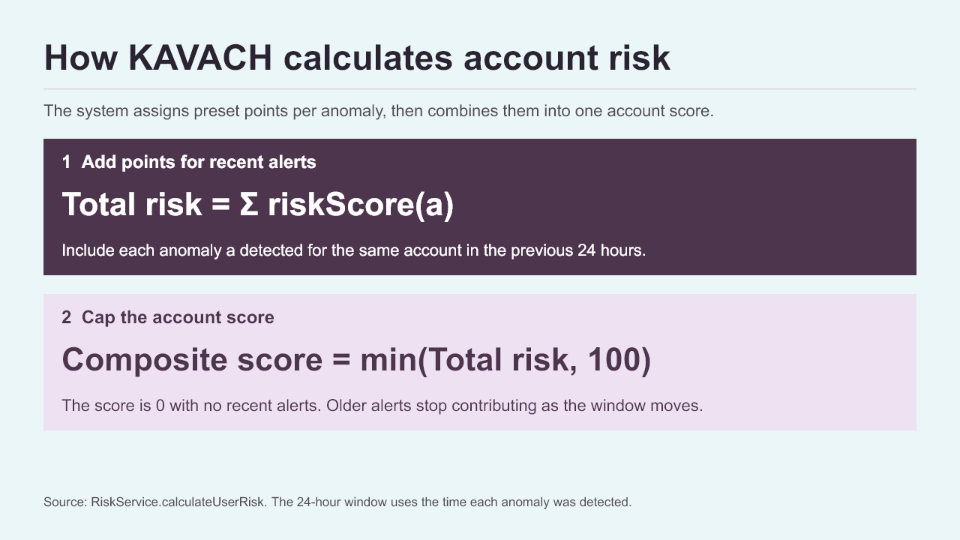 How KAVACH calculates account risk
The system assigns preset points per anomaly, then combines them into one account score.
1 Add points for recent alerts
Total risk = Σ riskScore(a)
Include each anomaly a detected for the same account in the previous 24 hours.
2 Cap the account score
Composite score = min(Total risk, 100)
The score is 0 with no recent alerts. Older alerts stop contributing as the window moves.
Source: RiskService.calculateUserRisk. The 24-hour window uses the time each anomaly was detected.